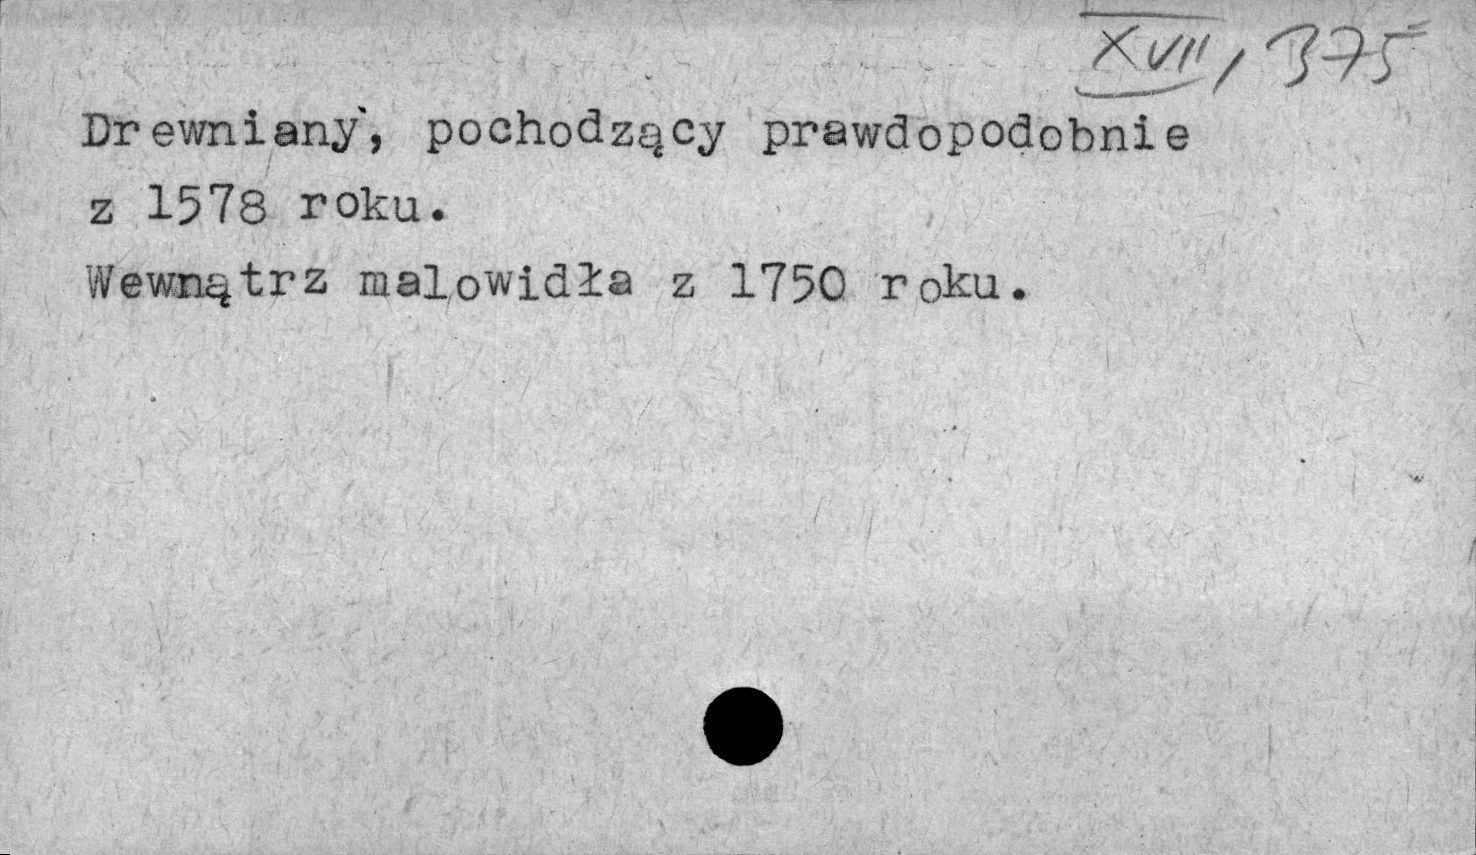 XVII, 375
Drewniany, pochodzący prawdopodobnie
z 1578 roku.
Wewnątrz malowidła z 1750 roku.